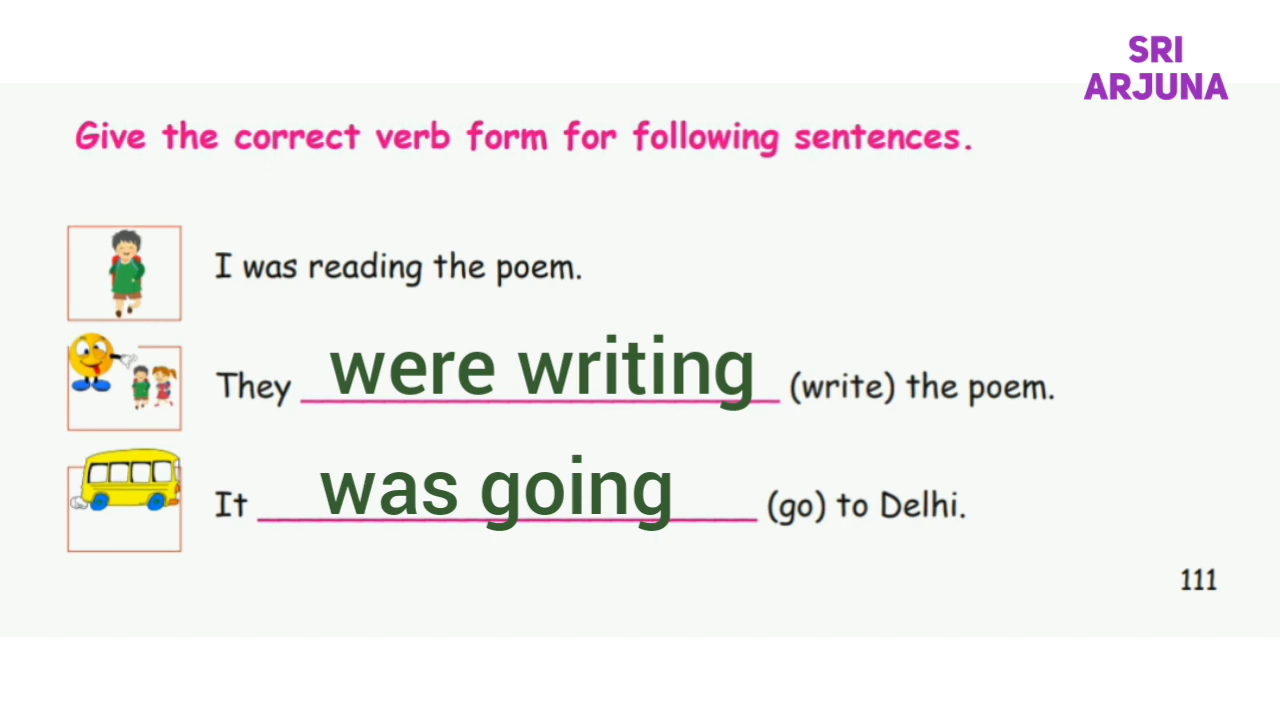 SRI
ARJUNA
Give the correct verb form for following sentences.
I was reading the poem.
They were writing (write) the poem.
It was going (go) to Delhi.
111